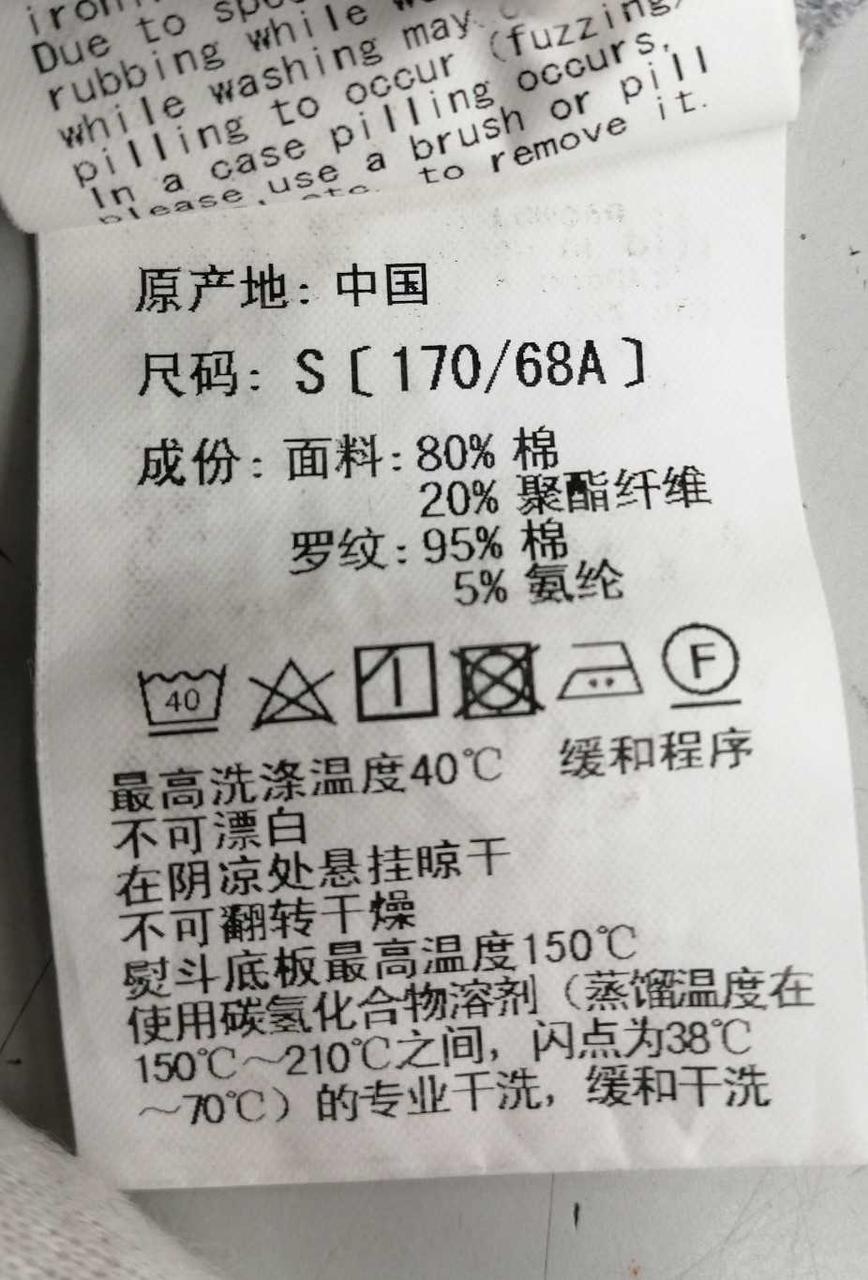 Due to
rubbing while
while washing may
pilling to occur (fuzzing/
In a case pilling occurs,
please use a brush or pill
to remove it.
原产地：中国
尺码：S〔170/68A〕
成份：面料：80% 棉
20% 聚酯纤维
罗纹：95% 棉
5% 氨纶
40
F
最高洗涤温度40℃ 缓和程序
不可漂白
在阴凉处悬挂晾干
不可翻转干燥
熨斗底板最高温度150℃
使用碳氢化合物溶剂（蒸馏温度在
150℃～210℃之间，闪点为38℃
～70℃）的专业干洗，缓和干洗